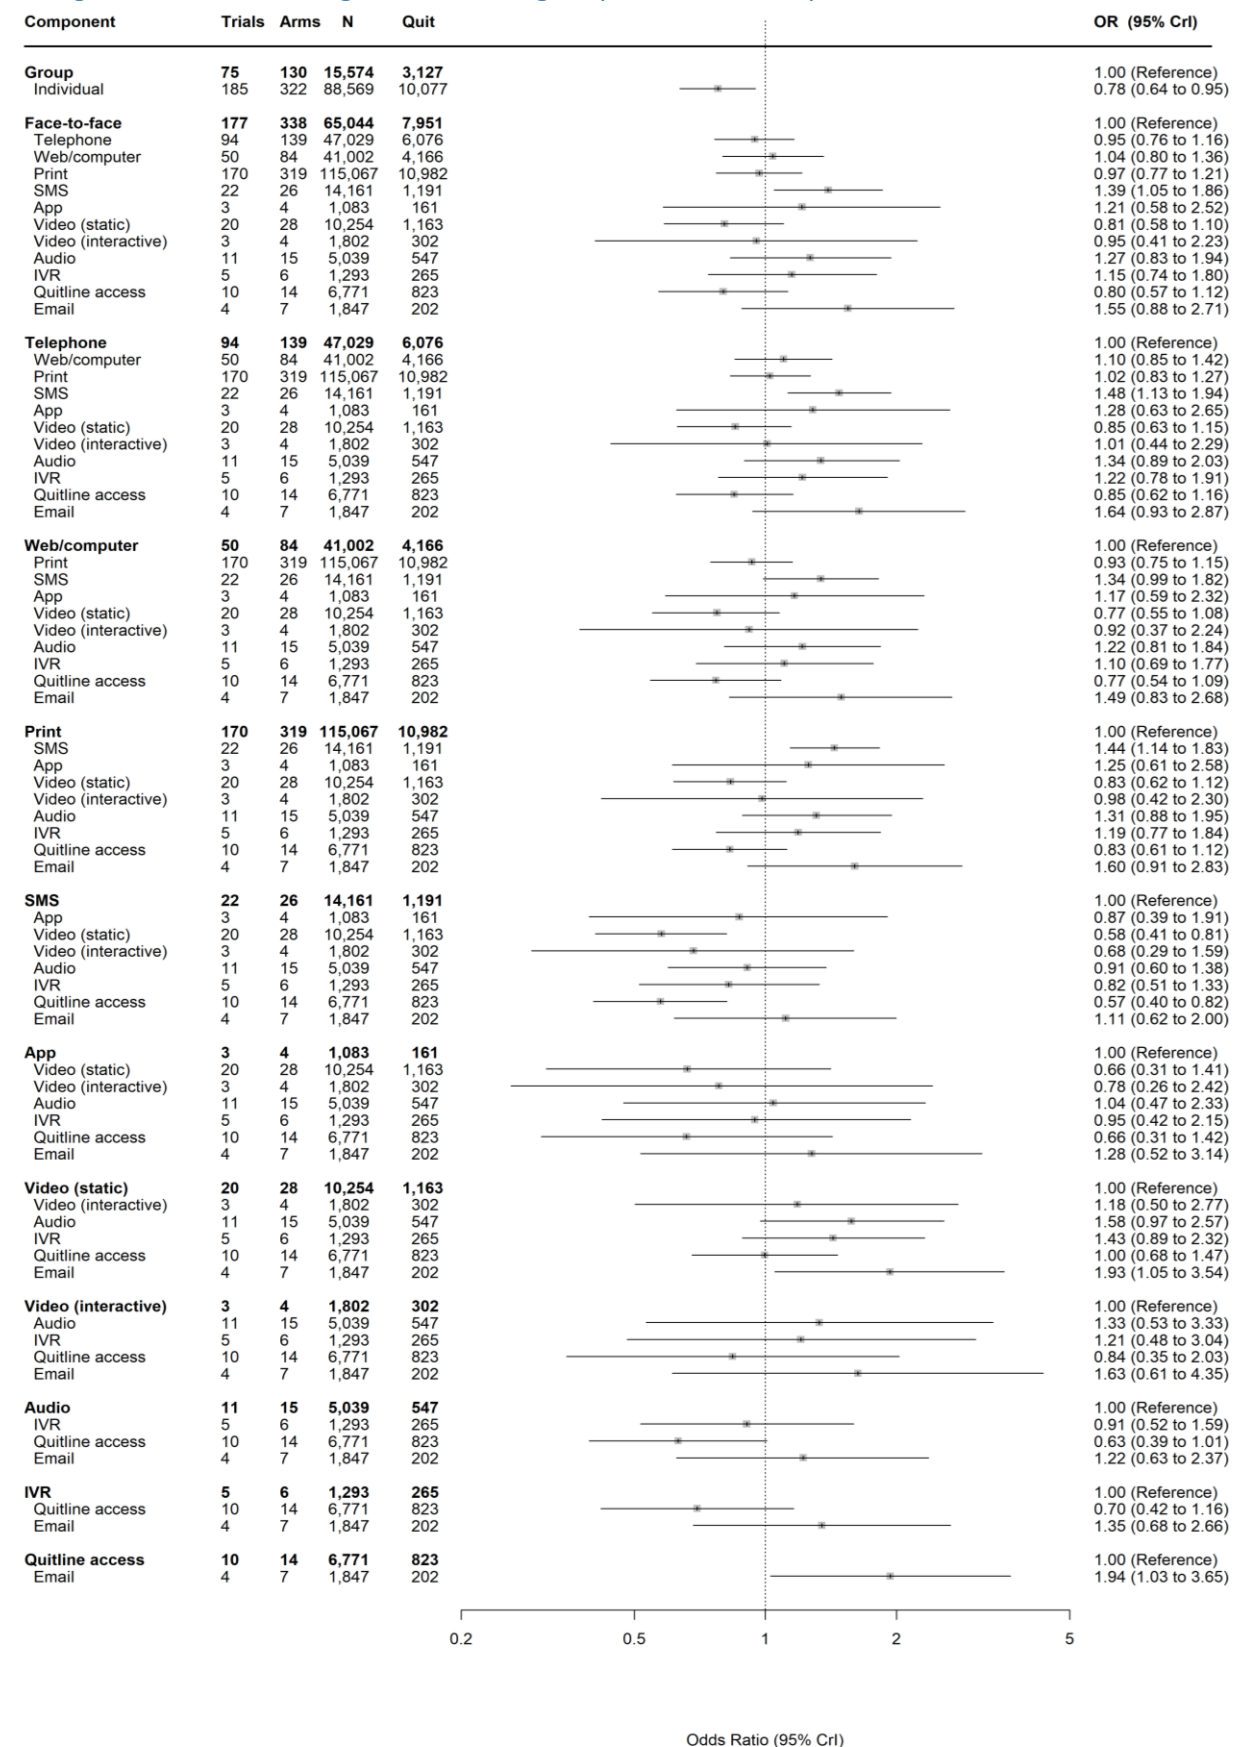 Component Trials Arms N Quit OR (95% CrI)
Group 75 130 15,574 3,127 1.00 (Reference)
Individual 185 322 88,569 10,077 0.78 (0.64 to 0.95)
Face-to-face 177 338 65,044 7,951 1.00 (Reference)
Telephone 94 139 47,029 6,076 0.95 (0.76 to 1.16)
Web/computer 50 84 41,002 4,166 1.04 (0.80 to 1.36)
Print 170 319 115,067 10,982 0.97 (0.77 to 1.21)
SMS 22 26 14,161 1,191 1.39 (1.05 to 1.86)
App 3 4 1,083 161 1.21 (0.58 to 2.52)
Video (static) 20 28 10,254 1,163 0.81 (0.58 to 1.10)
Video (interactive) 3 4 1,802 302 0.95 (0.41 to 2.23)
Audio 11 15 5,039 547 1.27 (0.83 to 1.94)
IVR 5 6 1,293 265 1.15 (0.74 to 1.80)
Quitline access 10 14 6,771 823 0.80 (0.57 to 1.12)
Email 4 7 1,847 202 1.55 (0.88 to 2.71)
Telephone 94 139 47,029 6,076 1.00 (Reference)
Web/computer 50 84 41,002 4,166 1.10 (0.85 to 1.42)
Print 170 319 115,067 10,982 1.02 (0.83 to 1.27)
SMS 22 26 14,161 1,191 1.48 (1.13 to 1.94)
App 3 4 1,083 161 1.28 (0.63 to 2.65)
Video (static) 20 28 10,254 1,163 0.85 (0.63 to 1.15)
Video (interactive) 3 4 1,802 302 1.01 (0.44 to 2.29)
Audio 11 15 5,039 547 1.34 (0.89 to 2.03)
IVR 5 6 1,293 265 1.22 (0.78 to 1.91)
Quitline access 10 14 6,771 823 0.85 (0.62 to 1.16)
Email 4 7 1,847 202 1.64 (0.93 to 2.87)
Web/computer 50 84 41,002 4,166 1.00 (Reference)
Print 170 319 115,067 10,982 0.93 (0.75 to 1.15)
SMS 22 26 14,161 1,191 1.34 (0.99 to 1.82)
App 3 4 1,083 161 1.17 (0.59 to 2.32)
Video (static) 20 28 10,254 1,163 0.77 (0.55 to 1.08)
Video (interactive) 3 4 1,802 302 0.92 (0.37 to 2.24)
Audio 11 15 5,039 547 1.22 (0.81 to 1.84)
IVR 5 6 1,293 265 1.10 (0.69 to 1.77)
Quitline access 10 14 6,771 823 0.77 (0.54 to 1.09)
Email 4 7 1,847 202 1.49 (0.83 to 2.68)
Print 170 319 115,067 10,982 1.00 (Reference)
SMS 22 26 14,161 1,191 1.44 (1.14 to 1.83)
App 3 4 1,083 161 1.25 (0.61 to 2.58)
Video (static) 20 28 10,254 1,163 0.83 (0.62 to 1.12)
Video (interactive) 3 4 1,802 302 0.98 (0.42 to 2.30)
Audio 11 15 5,039 547 1.31 (0.88 to 1.95)
IVR 5 6 1,293 265 1.19 (0.77 to 1.84)
Quitline access 10 14 6,771 823 0.83 (0.61 to 1.12)
Email 4 7 1,847 202 1.60 (0.91 to 2.83)
SMS 22 26 14,161 1,191 1.00 (Reference)
App 3 4 1,083 161 0.87 (0.39 to 1.91)
Video (static) 20 28 10,254 1,163 0.58 (0.41 to 0.81)
Video (interactive) 3 4 1,802 302 0.68 (0.29 to 1.59)
Audio 11 15 5,039 547 0.91 (0.60 to 1.38)
IVR 5 6 1,293 265 0.82 (0.51 to 1.33)
Quitline access 10 14 6,771 823 0.57 (0.40 to 0.82)
Email 4 7 1,847 202 1.11 (0.62 to 2.00)
App 3 4 1,083 161 1.00 (Reference)
Video (static) 20 28 10,254 1,163 0.66 (0.31 to 1.41)
Video (interactive) 3 4 1,802 302 0.78 (0.26 to 2.42)
Audio 11 15 5,039 547 1.04 (0.47 to 2.33)
IVR 5 6 1,293 265 0.95 (0.42 to 2.15)
Quitline access 10 14 6,771 823 0.66 (0.31 to 1.42)
Email 4 7 1,847 202 1.28 (0.52 to 3.14)
Video (static) 20 28 10,254 1,163 1.00 (Reference)
Video (interactive) 3 4 1,802 302 1.18 (0.50 to 2.77)
Audio 11 15 5,039 547 1.58 (0.97 to 2.57)
IVR 5 6 1,293 265 1.43 (0.89 to 2.32)
Quitline access 10 14 6,771 823 1.00 (0.68 to 1.47)
Email 4 7 1,847 202 1.93 (1.05 to 3.54)
Video (interactive) 3 4 1,802 302 1.00 (Reference)
Audio 11 15 5,039 547 1.33 (0.53 to 3.33)
IVR 5 6 1,293 265 1.21 (0.48 to 3.04)
Quitline access 10 14 6,771 823 0.84 (0.35 to 2.03)
Email 4 7 1,847 202 1.63 (0.61 to 4.35)
Audio 11 15 5,039 547 1.00 (Reference)
IVR 5 6 1,293 265 0.91 (0.52 to 1.59)
Quitline access 10 14 6,771 823 0.63 (0.39 to 1.01)
Email 4 7 1,847 202 1.22 (0.63 to 2.37)
IVR 5 6 1,293 265 1.00 (Reference)
Quitline access 10 14 6,771 823 0.70 (0.42 to 1.16)
Email 4 7 1,847 202 1.35 (0.68 to 2.66)
Quitline access 10 14 6,771 823 1.00 (Reference)
Email 4 7 1,847 202 1.94 (1.03 to 3.65)
0.2 0.5 1 2 5
Odds Ratio (95% CrI)